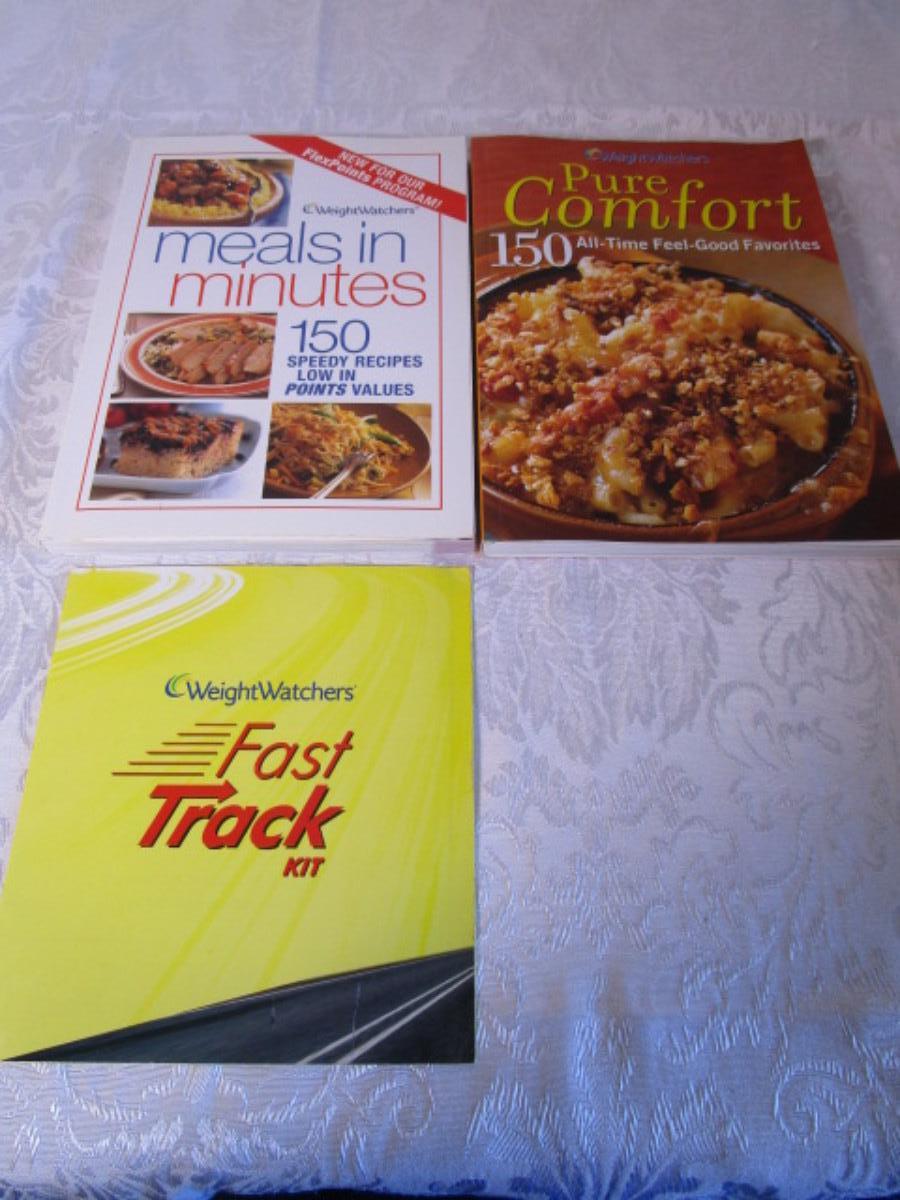 NEW FOR OUR
FlexPoints PROGRAM!
WeightWatchers
meals in
minutes
150
SPEEDY RECIPES
LOW IN
POINTS VALUES
WeightWatchers
Pure
Comfort
150 All-Time Feel-Good Favorites
WeightWatchers
Fast
Track
KIT